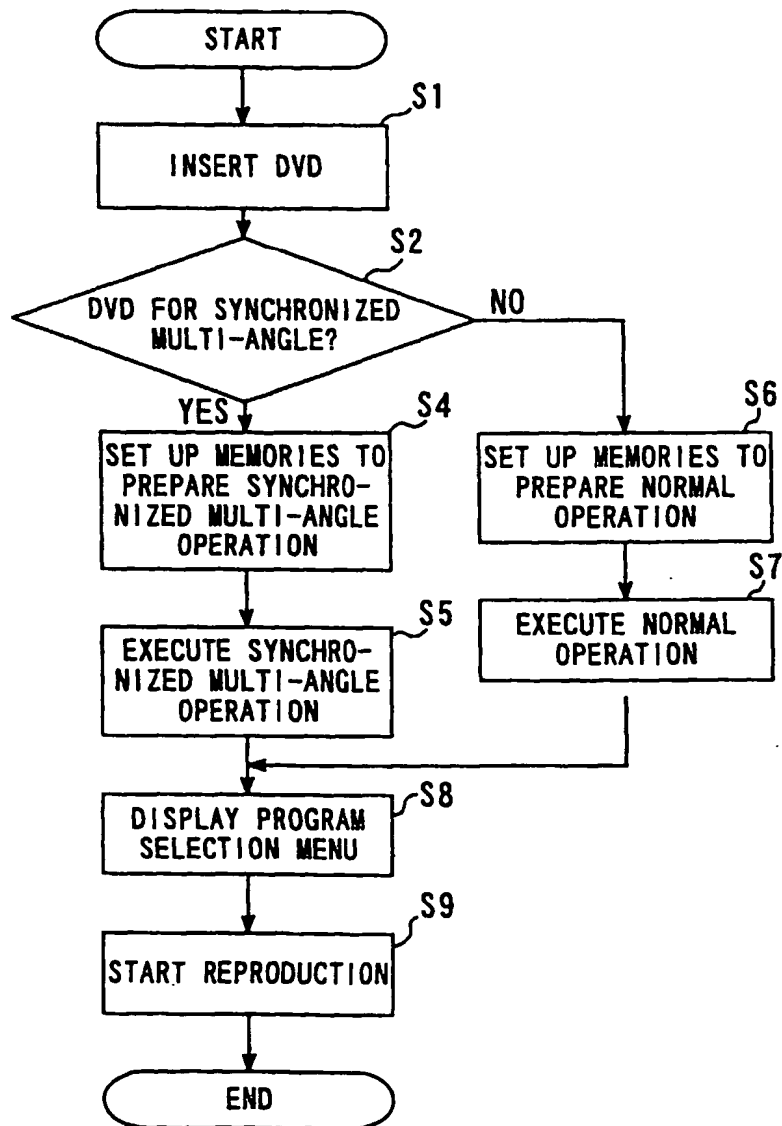 START
S1
INSERT DVD
S2
DVD FOR SYNCHRONIZED
MULTI-ANGLE?
NO
YES
S4
SET UP MEMORIES TO
PREPARE SYNCHRO-
NIZED MULTI-ANGLE
OPERATION
S6
SET UP MEMORIES TO
PREPARE NORMAL
OPERATION
S5
EXECUTE SYNCHRO-
NIZED MULTI-ANGLE
OPERATION
S7
EXECUTE NORMAL
OPERATION
S8
DISPLAY PROGRAM
SELECTION MENU
S9
START REPRODUCTION
END